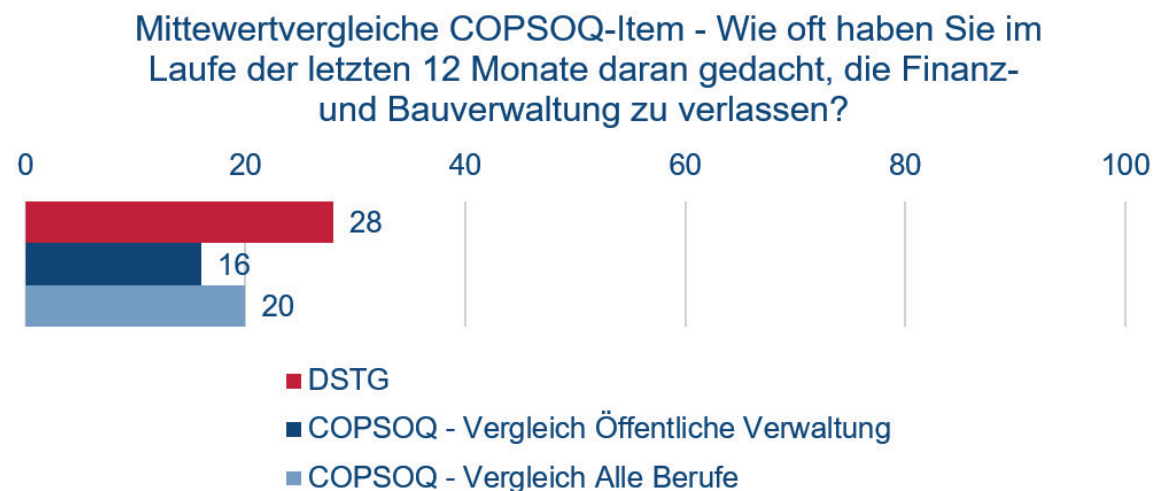 Mittewertvergleiche COPSOQ-Item - Wie oft haben Sie im
Laufe der letzten 12 Monate daran gedacht, die Finanz-
und Bauverwaltung zu verlassen?
0 20 40 60 80 100
28
16
20
DSTG
COPSOQ - Vergleich Öffentliche Verwaltung
COPSOQ - Vergleich Alle Berufe